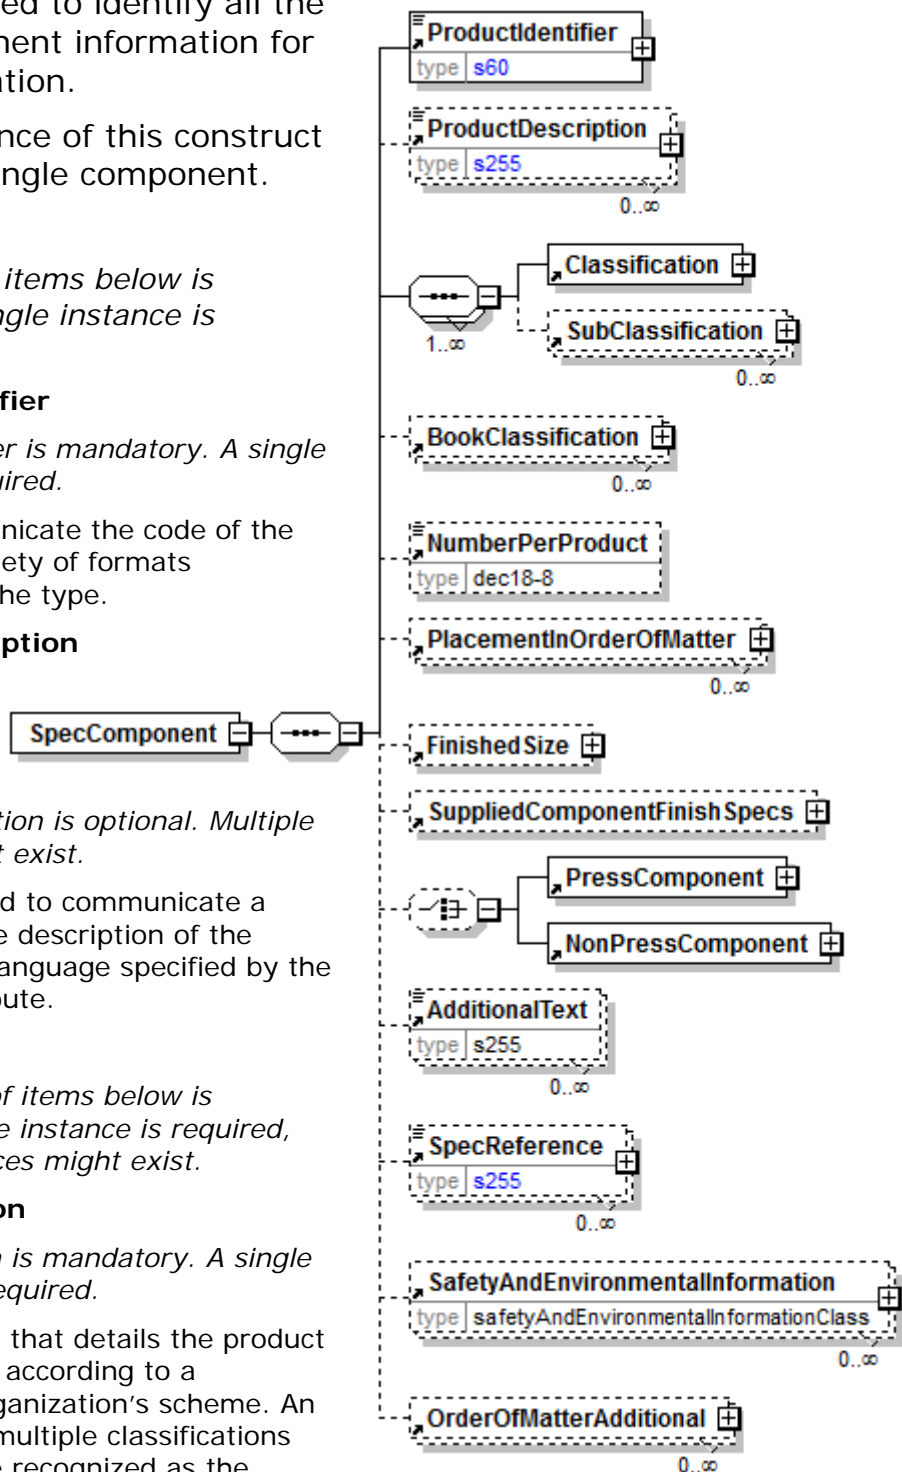 ed to identify all the
nent information for
ation.
nce of this construct
ngle component.
items below is
ngle instance is
fier
er is mandatory. A single
uired.
nicate the code of the
iety of formats
he type.
ption
tion is optional. Multiple
t exist.
d to communicate a
e description of the
language specified by the
bute.
of items below is
e instance is required,
ces might exist.
on
n is mandatory. A single
equired.
that details the product
according to a
ganization's scheme. An
multiple classifications
e recognized as the
SpecComponent
ProductIdentifier
type s60
ProductDescription
type s255
0..∞
1..∞
Classification
SubClassification
0..∞
BookClassification
0..∞
NumberPerProduct
type dec18-8
PlacementInOrderOfMatter
0..∞
FinishedSize
SuppliedComponentFinishSpecs
PressComponent
NonPressComponent
AdditionalText
type s255
0..∞
SpecReference
type s255
0..∞
SafetyAndEnvironmentalInformation
type safetyAndEnvironmentalInformationClass
0..∞
OrderOfMatterAdditional
0..∞